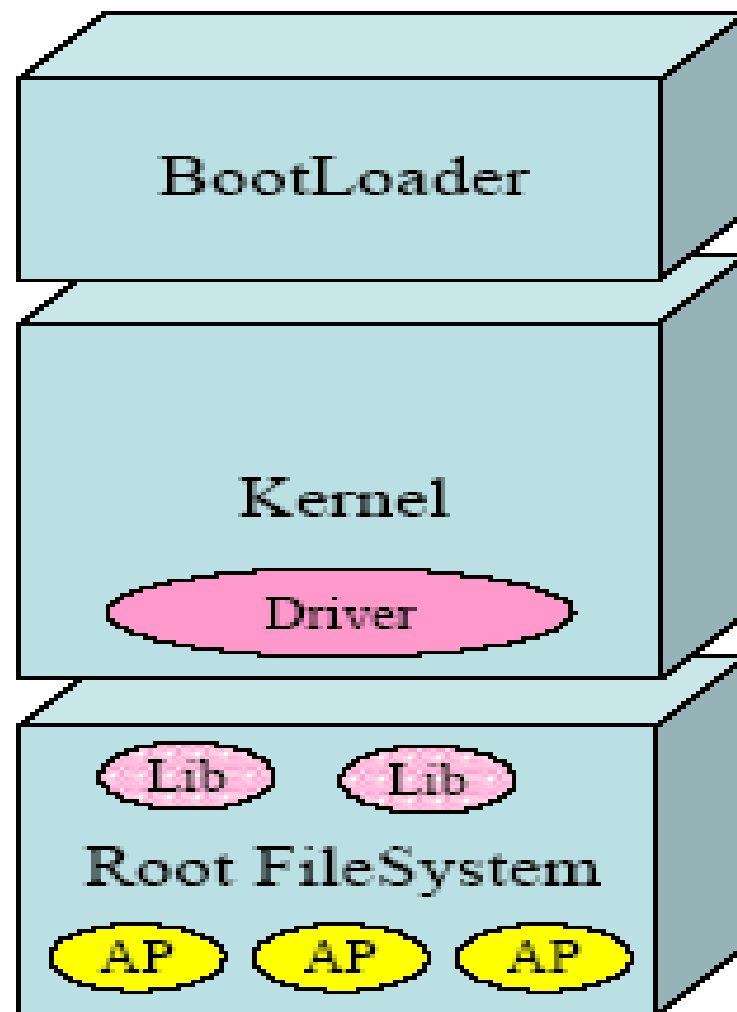 BootLoader
Kernel
Driver
Lib Lib
Root FileSystem
AP AP AP